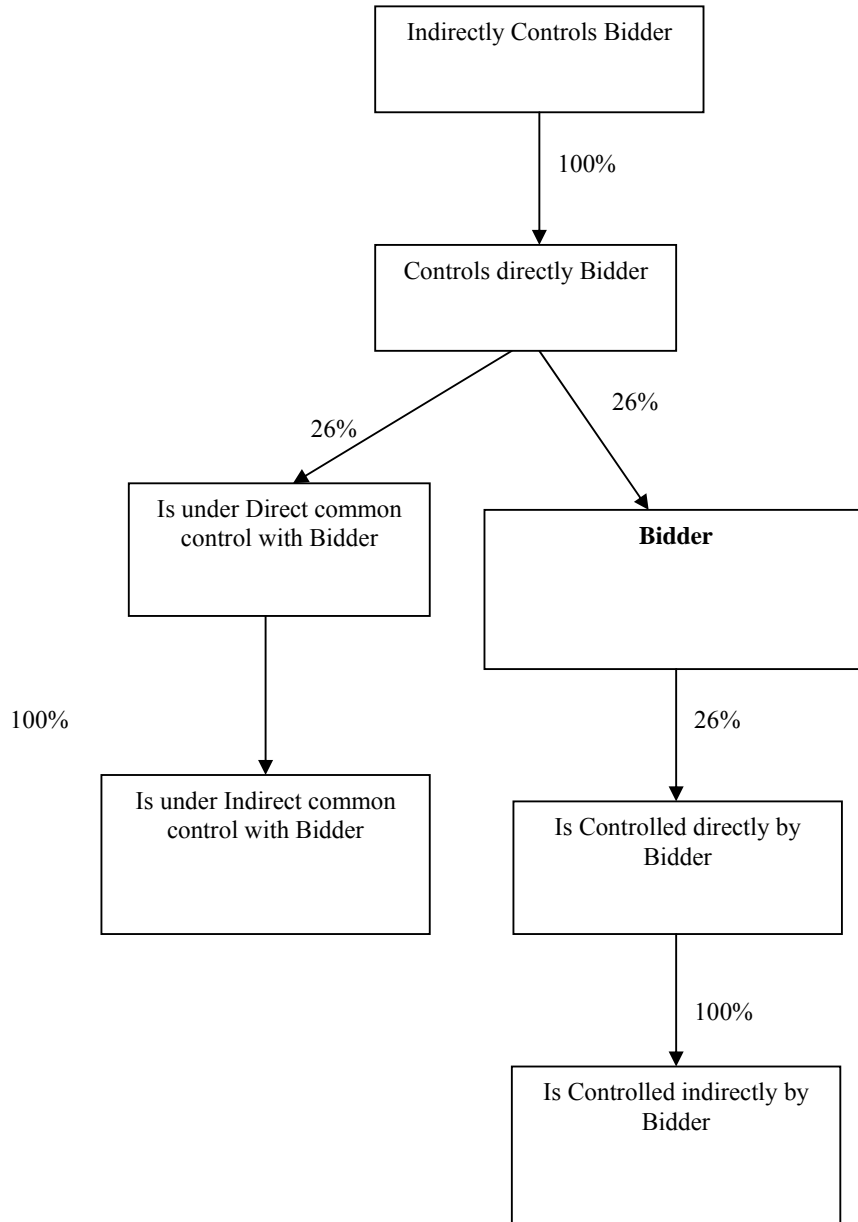 Indirectly Controls Bidder
100%
Controls directly Bidder
26%
26%
Is under Direct common
control with Bidder
Bidder
100%
26%
Is under Indirect common
control with Bidder
Is Controlled directly by
Bidder
100%
Is Controlled indirectly by
Bidder